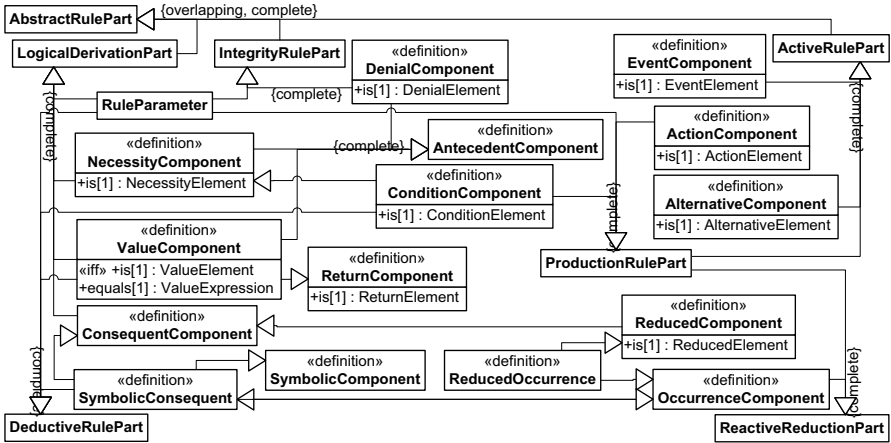 AbstractRulePart
{overlapping, complete}
LogicalDerivationPart
IntegrityRulePart
«definition»
DenialComponent
+is[1] : DenialElement
«definition»
EventComponent
+is[1] : EventElement
ActiveRulePart
{complete}
{complete}
{complete}
RuleParameter
«definition»
ActionComponent
+is[1] : ActionElement
«definition»
NecessityComponent
+is[1] : NecessityElement
{complete}
«definition»
AntecedentComponent
«definition»
ConditionComponent
+is[1] : ConditionElement
{complete}
«definition»
AlternativeComponent
+is[1] : AlternativeElement
«definition»
ValueComponent
«iff» +is[1] : ValueElement
+equals[1] : ValueExpression
«definition»
ReturnComponent
+is[1] : ReturnElement
ProductionRulePart
«definition»
ConsequentComponent
«definition»
ReducedComponent
+is[1] : ReducedElement
{complete}
«definition»
SymbolicConsequent
«definition»
SymbolicComponent
«definition»
ReducedOccurrence
«definition»
OccurrenceComponent
{complete}
DeductiveRulePart
ReactiveReductionPart